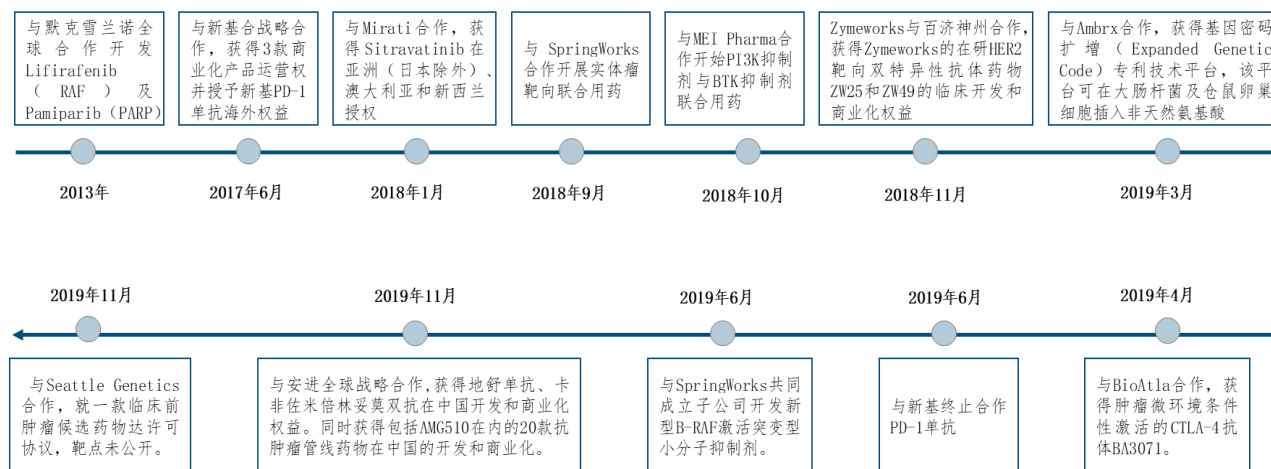 与默克雪兰诺全
球合作开发
Lifirafenib
（RAF）及
Pamiparib（PARP）
与新基合战略合
作，获得3款商
业化产品运营权
并授予新基PD-1
单抗海外权益
与Mirati合作，获
得Sitravatinib在
亚洲（日本除外）、
澳大利亚和新西兰
授权
与 SpringWorks
合作开展实体瘤
靶向联合用药
与MEI Pharma合
作开始PI3K抑制
剂与BTK抑制剂
联合用药
Zymeworks与百济神州合作，
获得Zymeworks的在研HER2
靶向双特异性抗体药物
ZW25和ZW49的临床开发和
商业化权益
与Ambrx合作，获得基因密码
扩增（Expanded Genetic
Code）专利技术平台，该平
台可在大肠杆菌及仓鼠卵巢
细胞插入非天然氨基酸
2013年
2017年6月
2018年1月
2018年9月
2018年10月
2018年11月
2019年3月
2019年11月
2019年11月
2019年6月
2019年6月
2019年4月
与Seattle Genetics
合作，就一款临床前
肿瘤候选药物达许可
协议，靶点未公开。
与安进全球战略合作,获得地舒单抗、卡
非佐米倍林妥莫双抗在中国开发和商业化
权益。同时获得包括AMG510在内的20款抗
肿瘤管线药物在中国的开发和商业化。
与SpringWorks共同
成立子公司开发新
型B-RAF激活突变型
小分子抑制剂。
与新基终止合作
PD-1单抗
与BioAtla合作，获
得肿瘤微环境条件
性激活的CTLA-4抗
体BA3071。